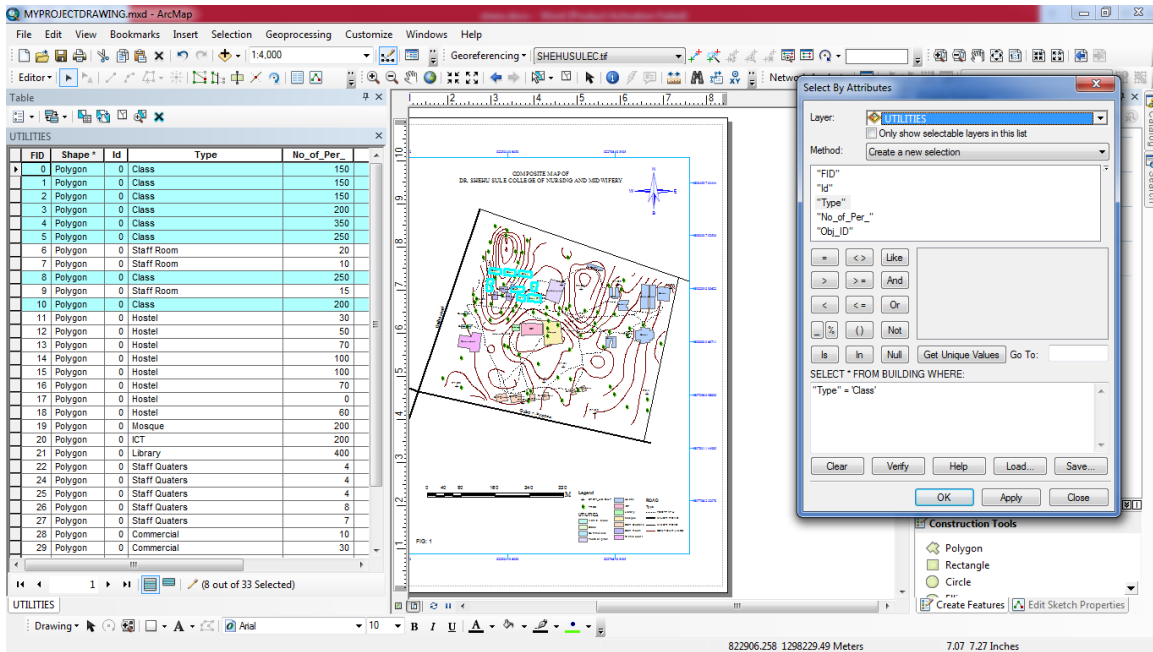 MYPROJECTDRAWING.mxd - ArcMap
File Edit View Bookmarks Insert Selection Geoprocessing Customize Windows Help
1:4,000 Georeferencing SHEHUSULEC.tif
Editor
Table
UTILITIES
FID Shape * Id Type No_of_Per_
0 Polygon 0 Class 150
1 Polygon 0 Class 150
2 Polygon 0 Class 150
3 Polygon 0 Class 200
4 Polygon 0 Class 350
5 Polygon 0 Class 250
6 Polygon 0 Staff Room 20
7 Polygon 0 Staff Room 10
8 Polygon 0 Class 250
9 Polygon 0 Staff Room 15
10 Polygon 0 Class 200
11 Polygon 0 Hostel 30
12 Polygon 0 Hostel 50
13 Polygon 0 Hostel 70
14 Polygon 0 Hostel 100
15 Polygon 0 Hostel 100
16 Polygon 0 Hostel 70
17 Polygon 0 Hostel 0
18 Polygon 0 Hostel 60
19 Polygon 0 Mosque 200
20 Polygon 0 ICT 200
21 Polygon 0 Library 400
22 Polygon 0 Staff Quaters 4
24 Polygon 0 Staff Quaters 4
25 Polygon 0 Staff Quaters 4
26 Polygon 0 Staff Quaters 8
27 Polygon 0 Staff Quaters 7
28 Polygon 0 Commercial 10
29 Polygon 0 Commercial 30
1 (8 out of 33 Selected)
UTILITIES
COMPOSITE MAP OF
DR. SHEHU SULE COLLEGE OF NURSING AND MIDWIFERY
Legend
UTILITIES
ROAD
Type
FIG: 1
Select By Attributes
Layer: UTILITIES
Only show selectable layers in this list
Method: Create a new selection
"FID"
"Id"
"Type"
"No_of_Per_"
"Obj_ID"
= < > Like
> > = And
< < = Or
_ % ( ) Not
Is In Null Get Unique Values Go To:
SELECT * FROM BUILDING WHERE:
"Type" = 'Class'
Clear Verify Help Load... Save...
OK Apply Close
Construction Tools
Polygon
Rectangle
Circle
Create Features Edit Sketch Properties
Catalog
Search
Drawing A Arial 10 B I U A
822906.258 1298229.49 Meters 7.07 7.27 Inches